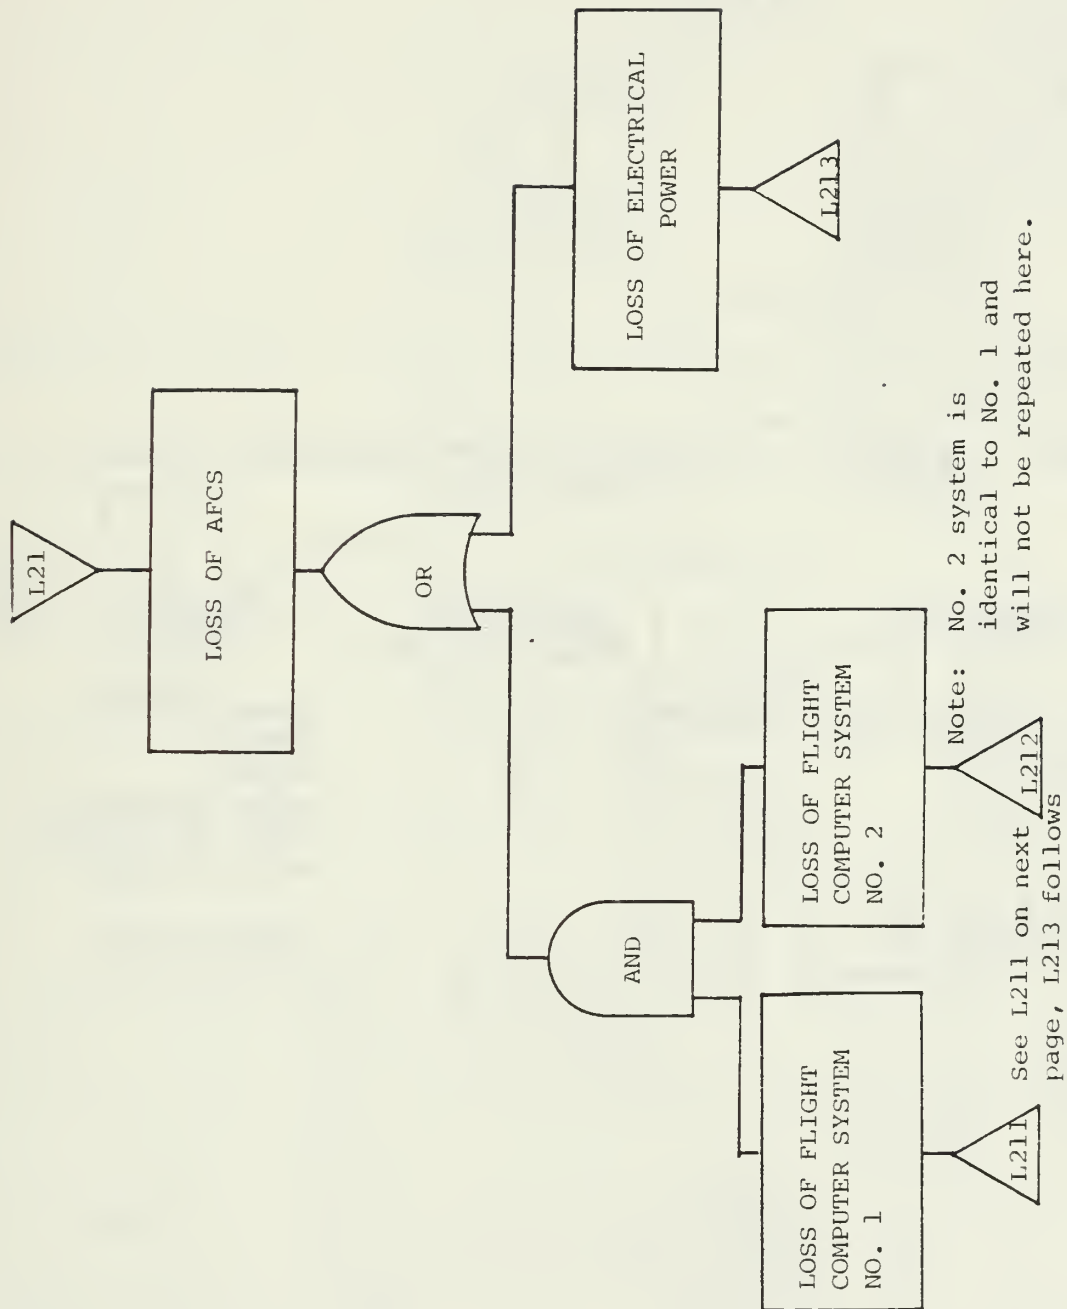 L21
LOSS OF AFCS
OR
AND
LOSS OF ELECTRICAL
POWER
LOSS OF FLIGHT
COMPUTER SYSTEM
NO. 1
LOSS OF FLIGHT
COMPUTER SYSTEM
NO. 2
L213
L211
See L211 on next
page, L213 follows
L212
Note: No. 2 system is
identical to No. 1 and
will not be repeated here.